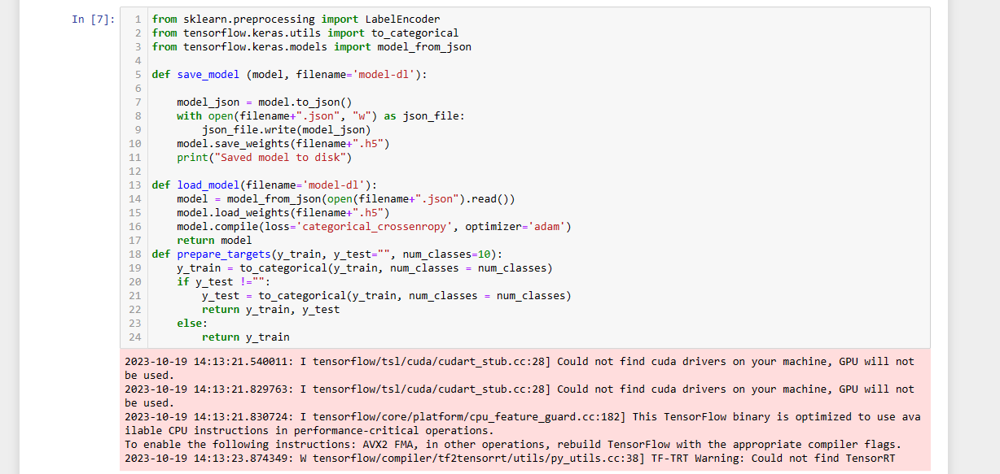 In [7]:
1 from sklearn.preprocessing import LabelEncoder
2 from tensorflow.keras.utils import to_categorical
3 from tensorflow.keras.models import model_from_json
4
5 def save_model (model, filename='model-dl'):
6
7     model_json = model.to_json()
8     with open(filename+".json", "w") as json_file:
9         json_file.write(model_json)
10     model.save_weights(filename+".h5")
11     print("Saved model to disk")
12
13 def load_model(filename='model-dl'):
14     model = model_from_json(open(filename+".json").read())
15     model.load_weights(filename+".h5")
16     model.compile(loss='categorical_crossenropy', optimizer='adam')
17     return model
18 def prepare_targets(y_train, y_test="", num_classes=10):
19     y_train = to_categorical(y_train, num_classes = num_classes)
20     if y_test !="":
21         y_test = to_categorical(y_train, num_classes = num_classes)
22         return y_train, y_test
23     else:
24         return y_train
2023-10-19 14:13:21.540011: I tensorflow/tsl/cuda/cudart_stub.cc:28] Could not find cuda drivers on your machine, GPU will not
be used.
2023-10-19 14:13:21.829763: I tensorflow/tsl/cuda/cudart_stub.cc:28] Could not find cuda drivers on your machine, GPU will not
be used.
2023-10-19 14:13:21.830724: I tensorflow/core/platform/cpu_feature_guard.cc:182] This TensorFlow binary is optimized to use ava
ilable CPU instructions in performance-critical operations.
To enable the following instructions: AVX2 FMA, in other operations, rebuild TensorFlow with the appropriate compiler flags.
2023-10-19 14:13:23.874349: W tensorflow/compiler/tf2tensorrt/utils/py_utils.cc:38] TF-TRT Warning: Could not find TensorRT